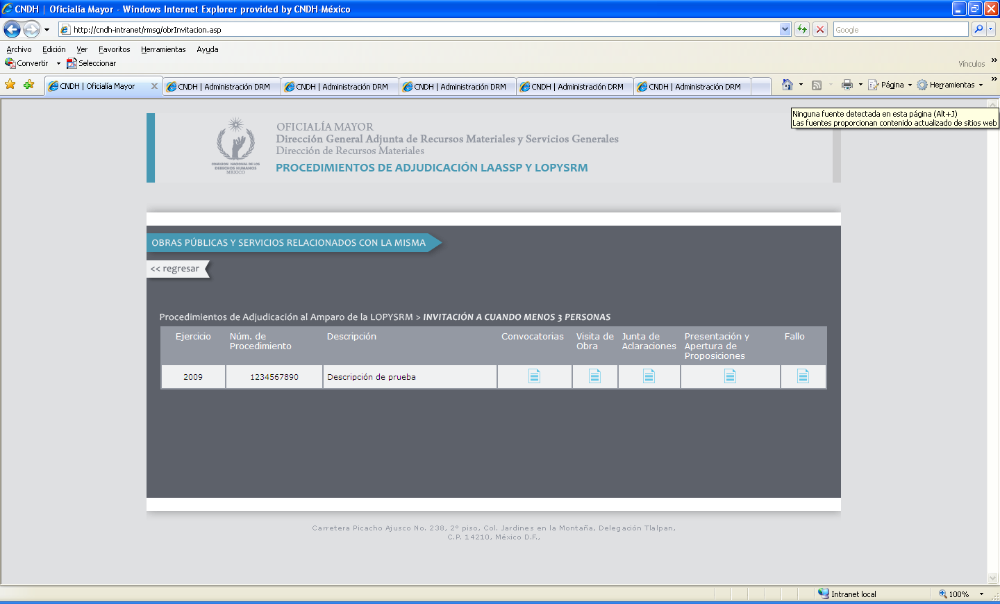 CNDH | Oficialía Mayor - Windows Internet Explorer provided by CNDH-México
http://cndh-intranet/rmsg/obrInvitacion.asp
Google
Archivo Edición Ver Favoritos Herramientas Ayuda
Convertir Seleccionar
Vínculos
CNDH | Oficialía Mayor
CNDH | Administración DRM
CNDH | Administración DRM
CNDH | Administración DRM
CNDH | Administración DRM
CNDH | Administración DRM
Página
Herramientas
Ninguna fuente detectada en esta página (Alt+J)
Las fuentes proporcionan contenido actualizado de sitios web
COMISION NACIONAL DE LOS
DERECHOS HUMANOS
MEXICO
OFICIALÍA MAYOR
Dirección General Adjunta de Recursos Materiales y Servicios Generales
Dirección de Recursos Materiales
PROCEDIMIENTOS DE ADJUDICACIÓN LAASSP Y LOPYSRM
OBRAS PÚBLICAS Y SERVICIOS RELACIONADOS CON LA MISMA
<< regresar
Procedimientos de Adjudicación al Amparo de la LOPYSRM > INVITACIÓN A CUANDO MENOS 3 PERSONAS
Ejercicio
Núm. de
Procedimiento
Descripción
Convocatorias
Visita de
Obra
Junta de
Aclaraciones
Presentación y
Apertura de
Proposiciones
Fallo
2009
1234567890
Descripción de prueba
Carretera Picacho Ajusco No. 238, 2º piso, Col. Jardines en la Montaña, Delegación Tlalpan,
C.P. 14210, México D.F.,
Intranet local
100%